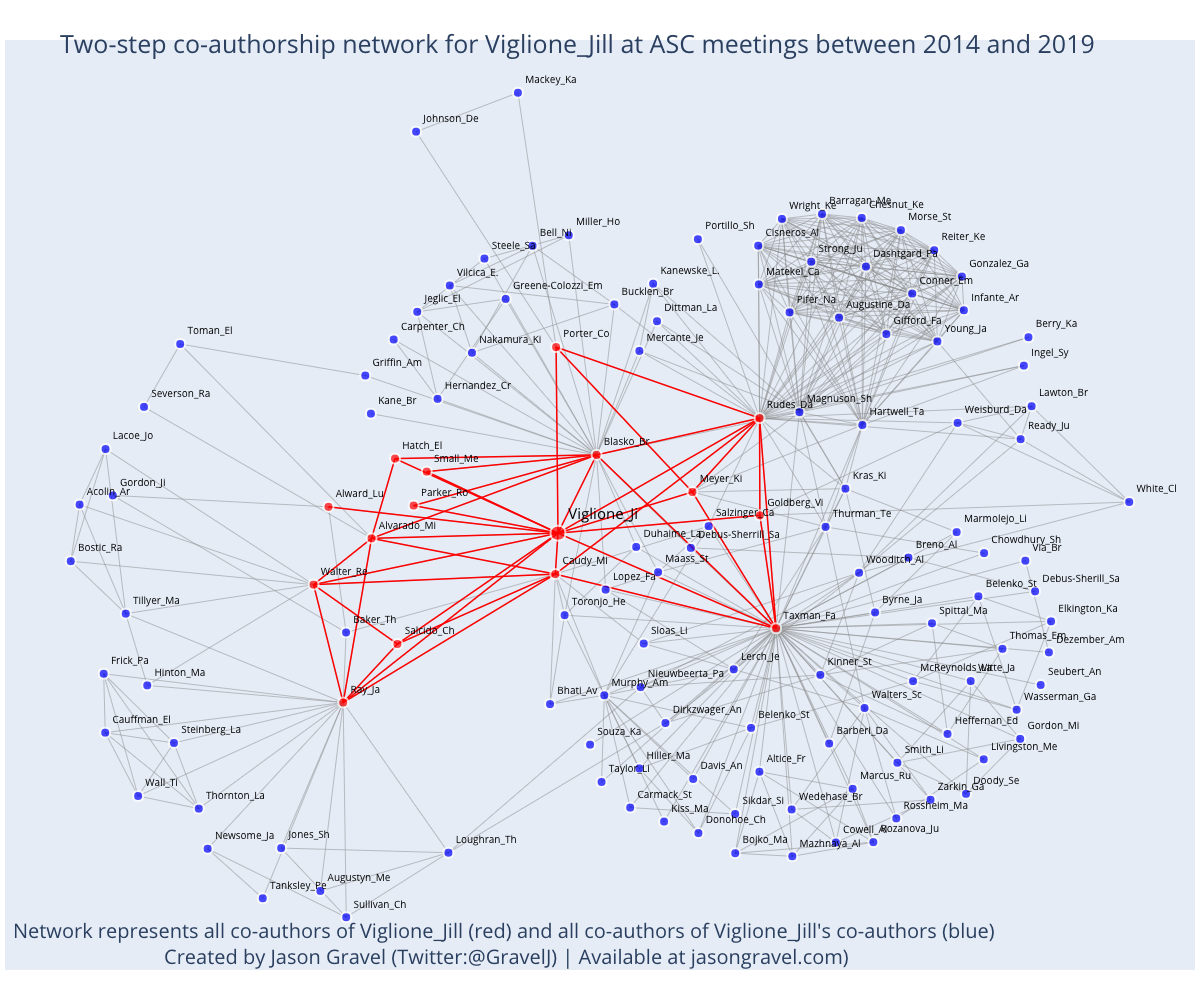 Two-step co-authorship network for Viglione_Jill at ASC meetings between 2014 and 2019
Mackey_Ka
Johnson_De
Miller_Ho
Bell_Ni
Steele_Sa
Vilcica_E.
Greene-Colozzi_Em
Jeglic_El
Carpenter_Ch
Nakamura_Ki
Griffin_Am
Hernandez_Cr
Kane_Br
Bucklen_Br
Kanewske_L.
Dittman_La
Mercante_Je
Portillo_Sh
Porter_Co
Wright_Ke
Barragan_Me
Chesnut_Ke
Morse_St
Cisneros_Al
Strong_Ju
Dashtgard_Pa
Reiter_Ke
Matekel_Ca
Conner_Em
Gonzalez_Ga
Pifer_Na
Augustine_Da
Infante_Ar
Gifford_Fa
Young_Ja
Berry_Ka
Ingel_Sy
Toman_El
Severson_Ra
Lacoe_Jo
Gordon_Ji
Acolin_Ar
Bostic_Ra
Tillyer_Ma
Rudes_Da
Magnuson_Sh
Hartwell_Ta
Weisburd_Da
Lawton_Br
Ready_Ju
White_Cl
Hatch_El
Small_Me
Blasko_Br
Parker_Ro
Alward_Lu
Alvarado_Mi
Viglione_Ji
Meyer_Ki
Goldberg_Vi
Salzinger_Ca
Kras_Ki
Thurman_Te
Duhaime_La
Debus-Sherrill_Sa
Maass_St
Caudy_Mi
Lopez_Fa
Toronjo_He
Walter_Re
Baker_Th
Salcido_Ch
Sloas_Li
Taxman_Fa
Marmolejo_Li
Chowdhury_Sh
Via_Br
Breno_Al
Wooditch_Al
Debus-Sherill_Sa
Belenko_St
Byrne_Ja
Spittal_Ma
Elkington_Ka
Thomas_Em
Dezember_Am
Frick_Pa
Hinton_Ma
Ray_Ja
Cauffman_El
Steinberg_La
Wall_Ti
Thornton_La
Bhati_Av
Murphy_Am
Nieuwbeerta_Pa
Lerch_Je
Kinner_St
Seubert_An
Dirkzwager_An
Belenko_St
Walters_Sc
Wasserman_Ga
Souza_Ka
Barberi_Da
Heffernan_Ed
Gordon_Mi
Taylor_Li
Hiller_Ma
Davis_An
Altice_Fr
Smith_Li
Livingston_Me
Marcus_Ru
Doody_Se
Carmack_St
Kiss_Ma
Sikdar_Si
Wedehase_Br
Zarkin_Ga
Donohoe_Ch
Rossheim_Ma
Bojko_Ma
Mazhnaya_Al
Rozanova_Ju
Newsome_Ja
Jones_Sh
Loughran_Th
Tanksley_Pe
Augustyn_Me
Sullivan_Ch
Network represents all co-authors of Viglione_Jill (red) and all co-authors of Viglione_Jill's co-authors (blue)
Created by Jason Gravel (Twitter:@GravelJ) | Available at jasongravel.com)